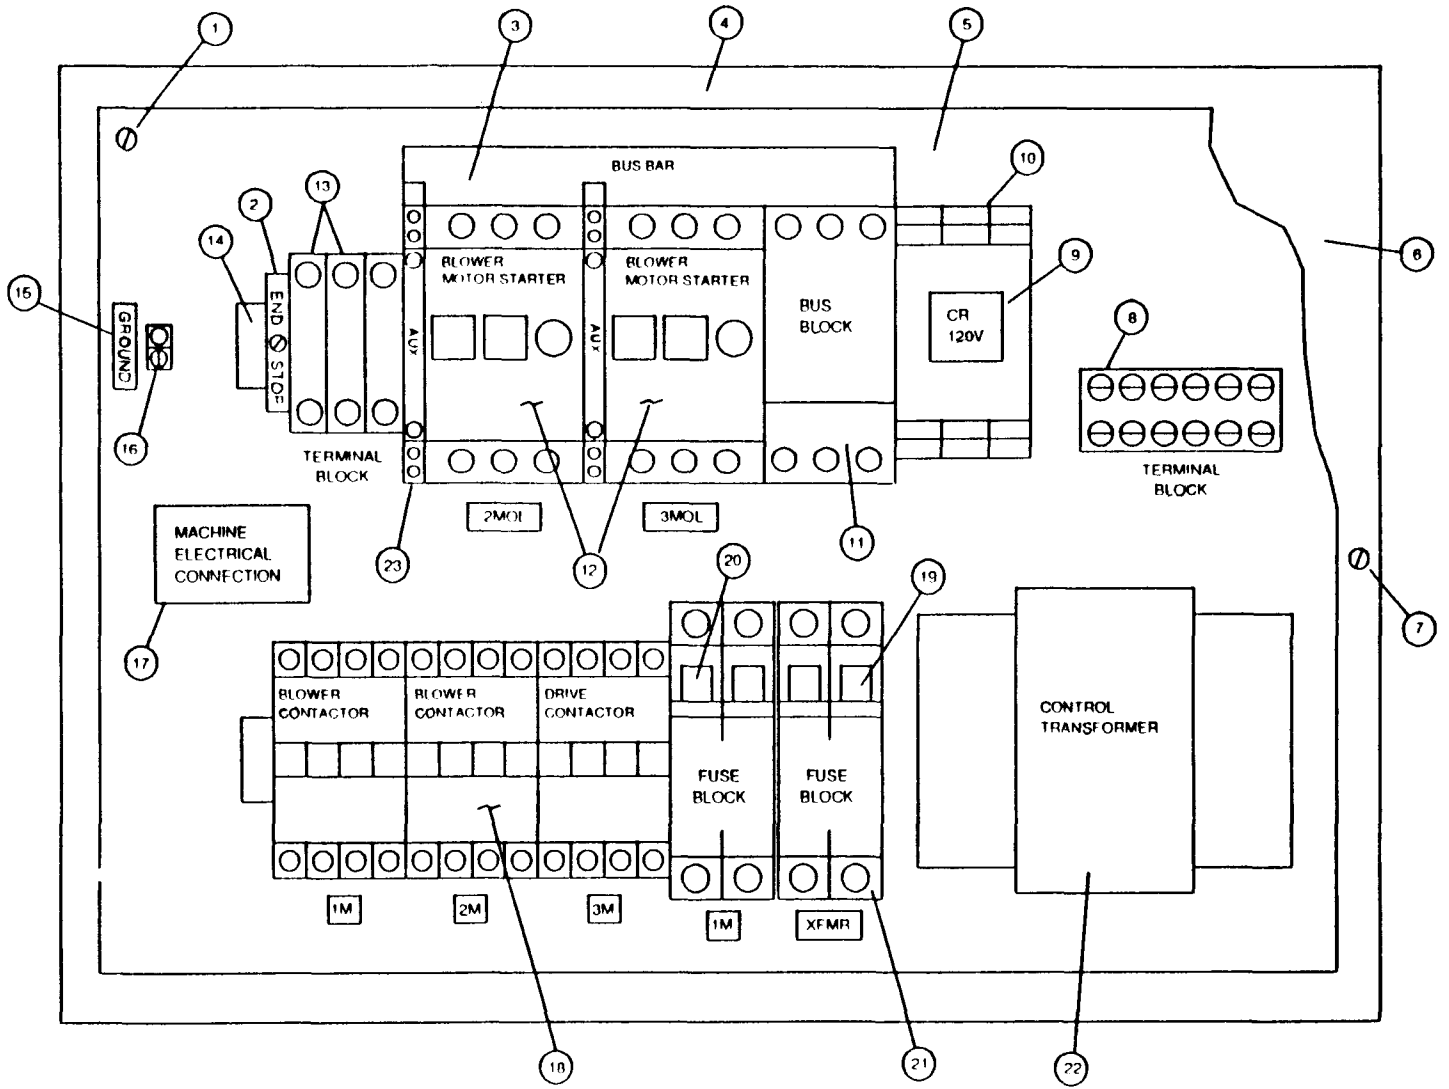 1
3
4
5
BUS BAR
10
13
2
14
6
9
BLOWER
MOTOR STARTER
BLOWER
MOTOR STARTER
15
GROUND
END
STOP
AUX
AUX
BUS
BLOCK
CR
120V
8
16
TERMINAL
BLOCK
TERMINAL
BLOCK
2MOL
3MOL
11
MACHINE
ELECTRICAL
CONNECTION
23
12
20
19
7
17
BLOWER
CONTACTOR
BLOWER
CONTACTOR
DRIVE
CONTACTOR
CONTROL
TRANSFORMER
FUSE
BLOCK
FUSE
BLOCK
1M
2M
3M
1M
XFMR
18
21
22